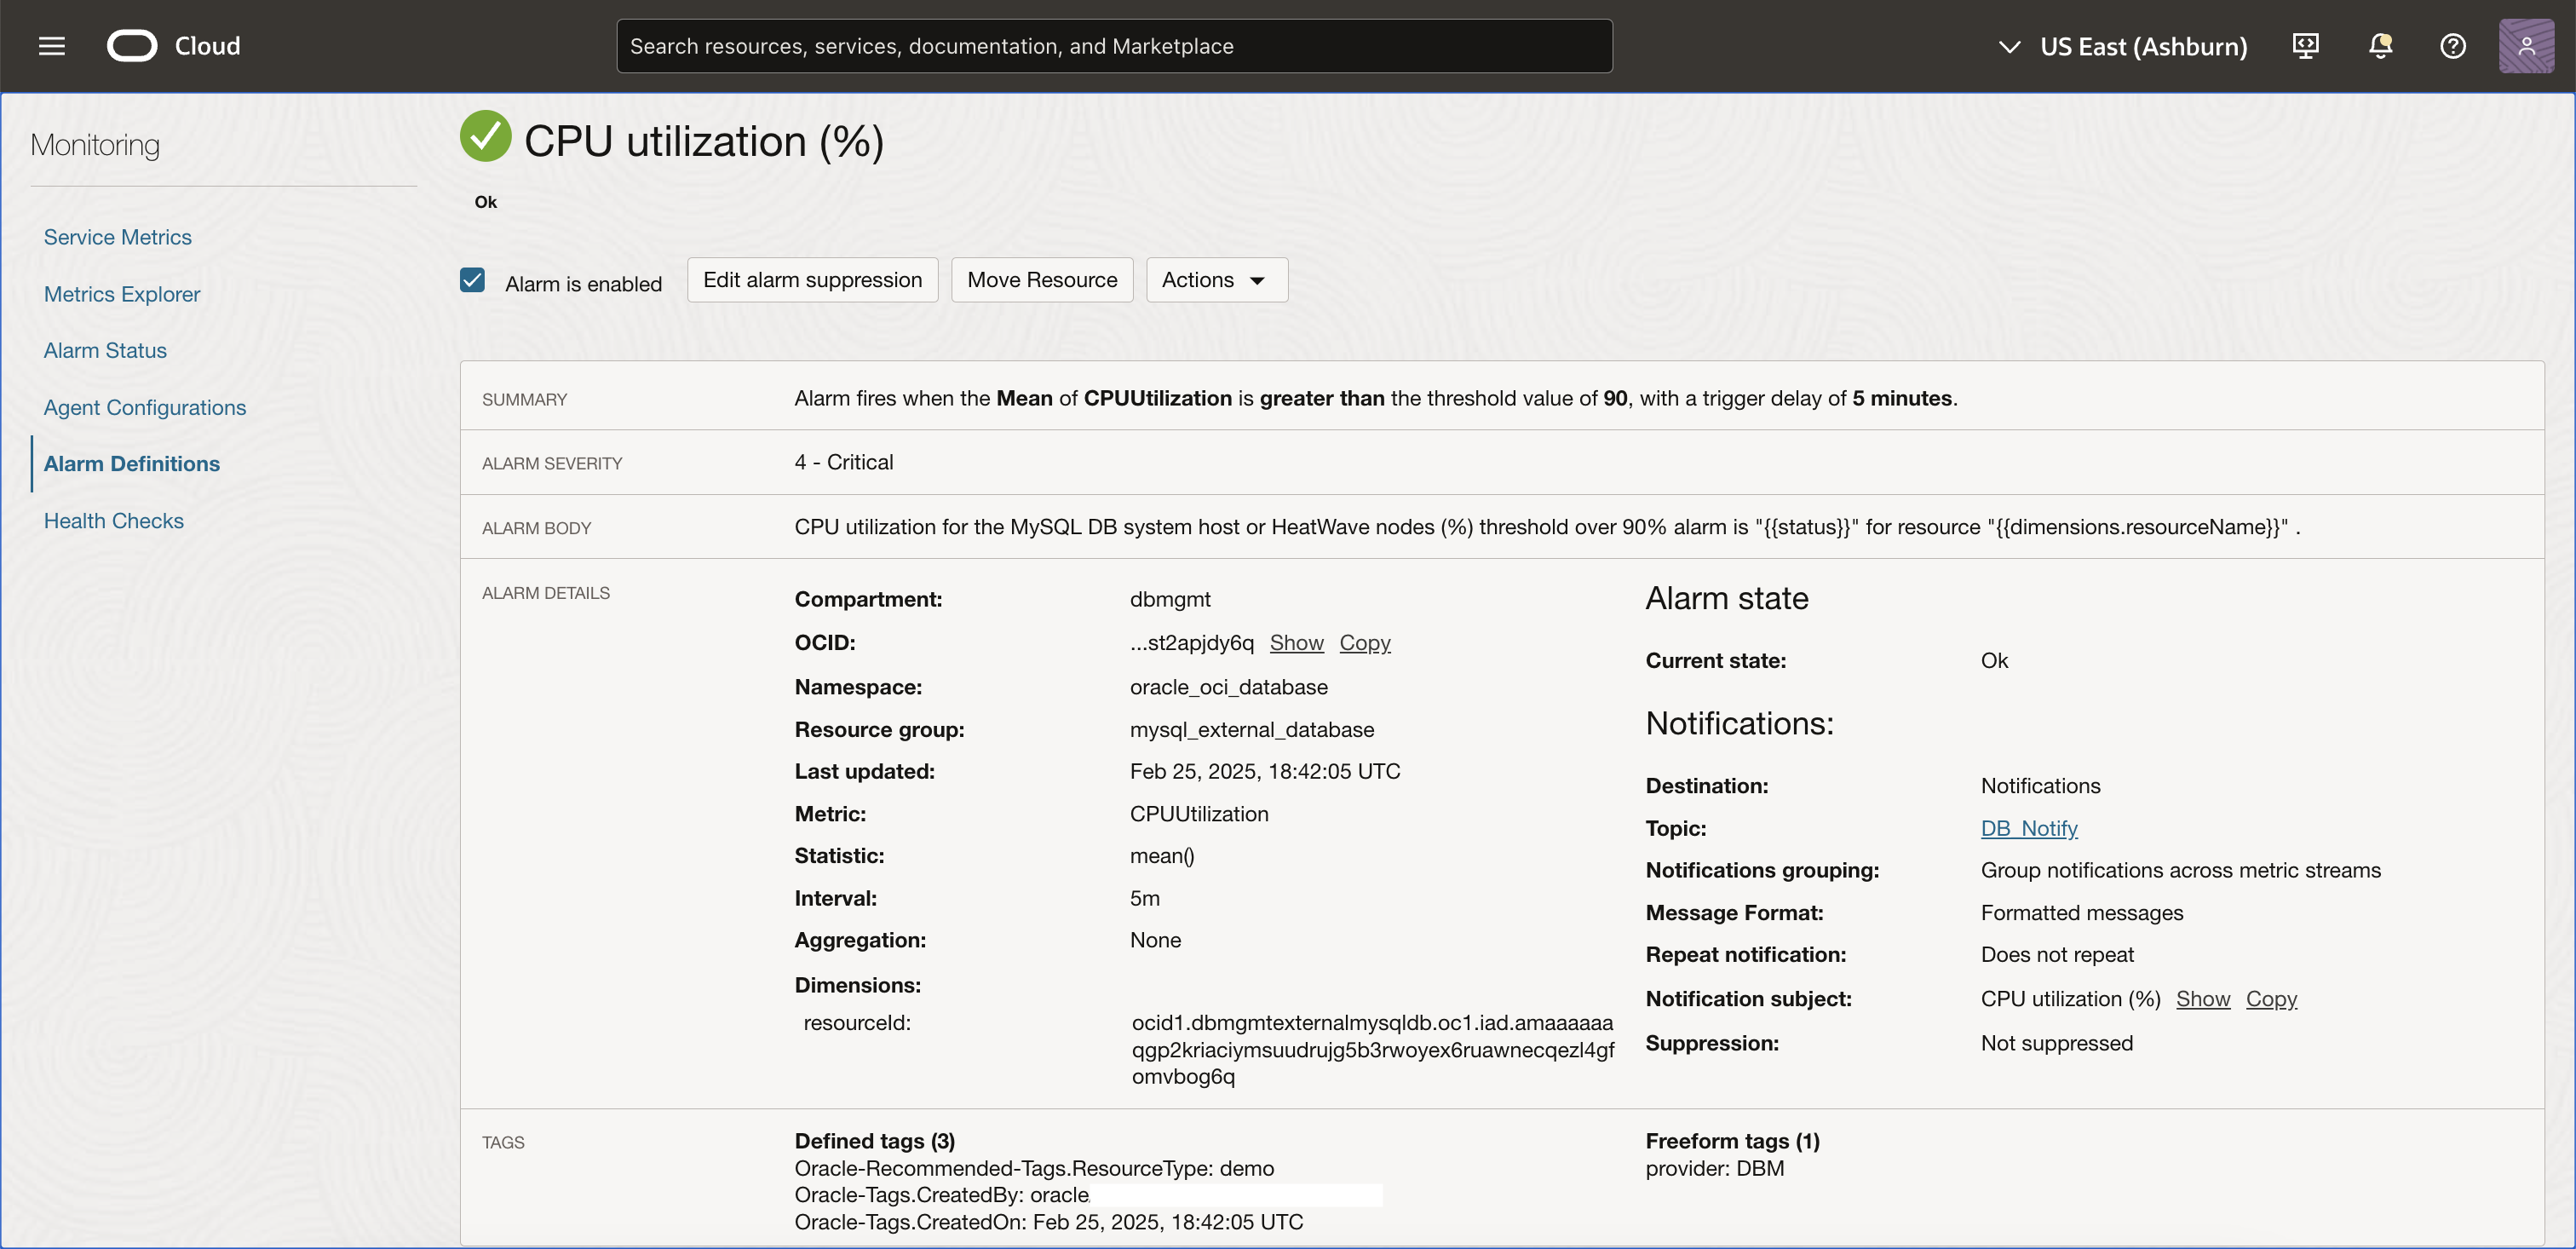 Cloud
Search resources, services, documentation, and Marketplace
US East (Ashburn)
Monitoring
Service Metrics
Metrics Explorer
Alarm Status
Agent Configurations
Alarm Definitions
Health Checks
CPU utilization (%)
Ok
Alarm is enabled
Edit alarm suppression
Move Resource
Actions
SUMMARY
Alarm fires when the Mean of CPUUtilization is greater than the threshold value of 90, with a trigger delay of 5 minutes.
ALARM SEVERITY
4 - Critical
ALARM BODY
CPU utilization for the MySQL DB system host or HeatWave nodes (%) threshold over 90% alarm is "{{status}}" for resource "{{dimensions.resourceName}}" .
ALARM DETAILS
Compartment: dbmgmt
OCID: ...st2apjdy6q Show Copy
Namespace: oracle_oci_database
Resource group: mysql_external_database
Last updated: Feb 25, 2025, 18:42:05 UTC
Metric: CPUUtilization
Statistic: mean()
Interval: 5m
Aggregation: None
Dimensions:
resourceId: ocid1.dbmgmtexternalmysqldb.oc1.iad.amaaaaaa
qgp2kriaciymsuudrujg5b3rwoyex6ruawnecqezl4gf
omvbog6q
Alarm state
Current state: Ok
Notifications:
Destination: Notifications
Topic: DB_Notify
Notifications grouping: Group notifications across metric streams
Message Format: Formatted messages
Repeat notification: Does not repeat
Notification subject: CPU utilization (%) Show Copy
Suppression: Not suppressed
TAGS
Defined tags (3)
Oracle-Recommended-Tags.ResourceType: demo
Oracle-Tags.CreatedBy: oracle
Oracle-Tags.CreatedOn: Feb 25, 2025, 18:42:05 UTC
Freeform tags (1)
provider: DBM